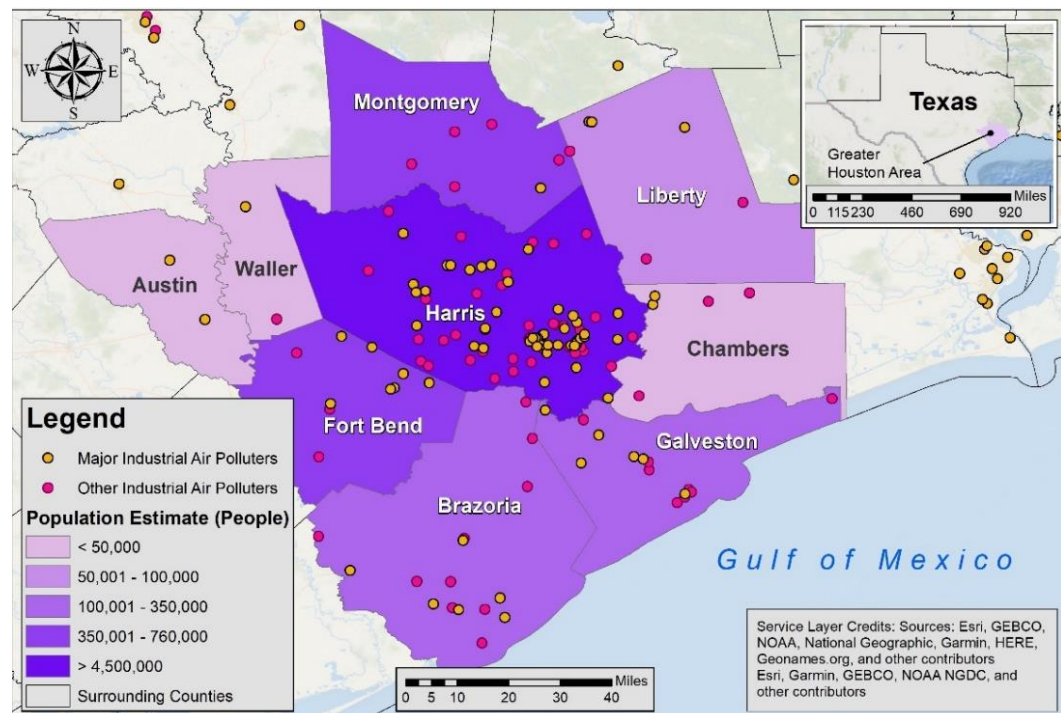 N
W
E
S
Montgomery
Texas
Greater
Houston Area
Miles
0 115 230 460 690 920
Liberty
Austin
Waller
Harris
Chambers
Fort Bend
Galveston
Brazoria
Gulf of Mexico
Legend
Major Industrial Air Polluters
Other Industrial Air Polluters
Population Estimate (People)
< 50,000
50,001 - 100,000
100,001 - 350,000
350,001 - 760,000
> 4,500,000
Surrounding Counties
Miles
0 5 10 20 30 40
Service Layer Credits: Sources: Esri, GEBCO,
NOAA, National Geographic, Garmin, HERE,
Geonames.org, and other contributors
Esri, Garmin, GEBCO, NOAA NGDC, and
other contributors